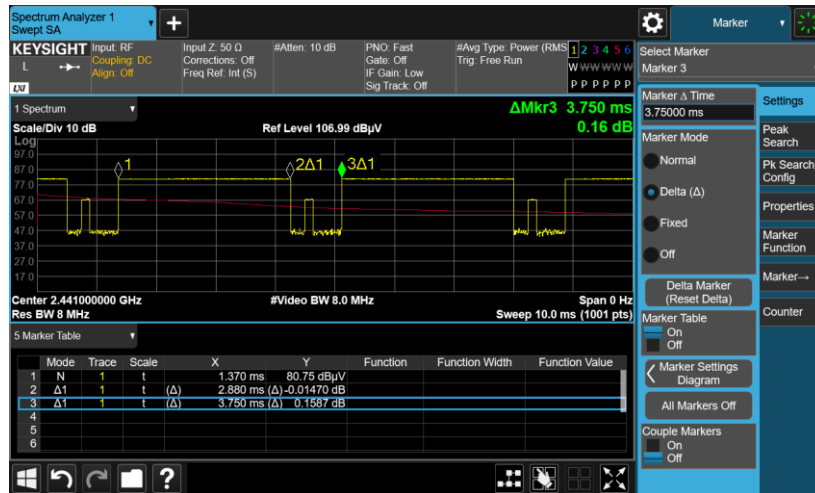 Spectrum Analyzer 1
Swept SA
Marker
KEYSIGHT
L
LXI
Input: RF
Coupling: DC
Align: Off
Input Z: 50 Ω
Corrections: Off
Freq Ref: Int (S)
#Atten: 10 dB
PNO: Fast
Gate: Off
IF Gain: Low
Sig Track: Off
#Avg Type: Power (RMS
Trig: Free Run
1 2 3 4 5 6
W W W W W W
P P P P P P
Select Marker
Marker 3
1 Spectrum
Scale/Div 10 dB
Ref Level 106.99 dBµV
ΔMkr3 3.750 ms
0.16 dB
Log
97.0
87.0
77.0
67.0
57.0
47.0
37.0
27.0
17.0
1
2Δ1
3Δ1
Center 2.441000000 GHz
#Video BW 8.0 MHz
Span 0 Hz
Res BW 8 MHz
Sweep 10.0 ms (1001 pts)
5 Marker Table
Mode Trace Scale X Y Function Function Width Function Value
1 N 1 t 1.370 ms 80.75 dBµV
2 Δ1 1 t (Δ) 2.880 ms (Δ) -0.01470 dB
3 Δ1 1 t (Δ) 3.750 ms (Δ) 0.1587 dB
4
5
6
Marker Δ Time
3.75000 ms
Marker Mode
Normal
Delta (Δ)
Fixed
Off
Delta Marker
(Reset Delta)
Marker Table
On
Off
Marker Settings
Diagram
All Markers Off
Couple Markers
On
Off
Settings
Peak
Search
Pk Search
Config
Properties
Marker
Function
Marker→
Counter
?